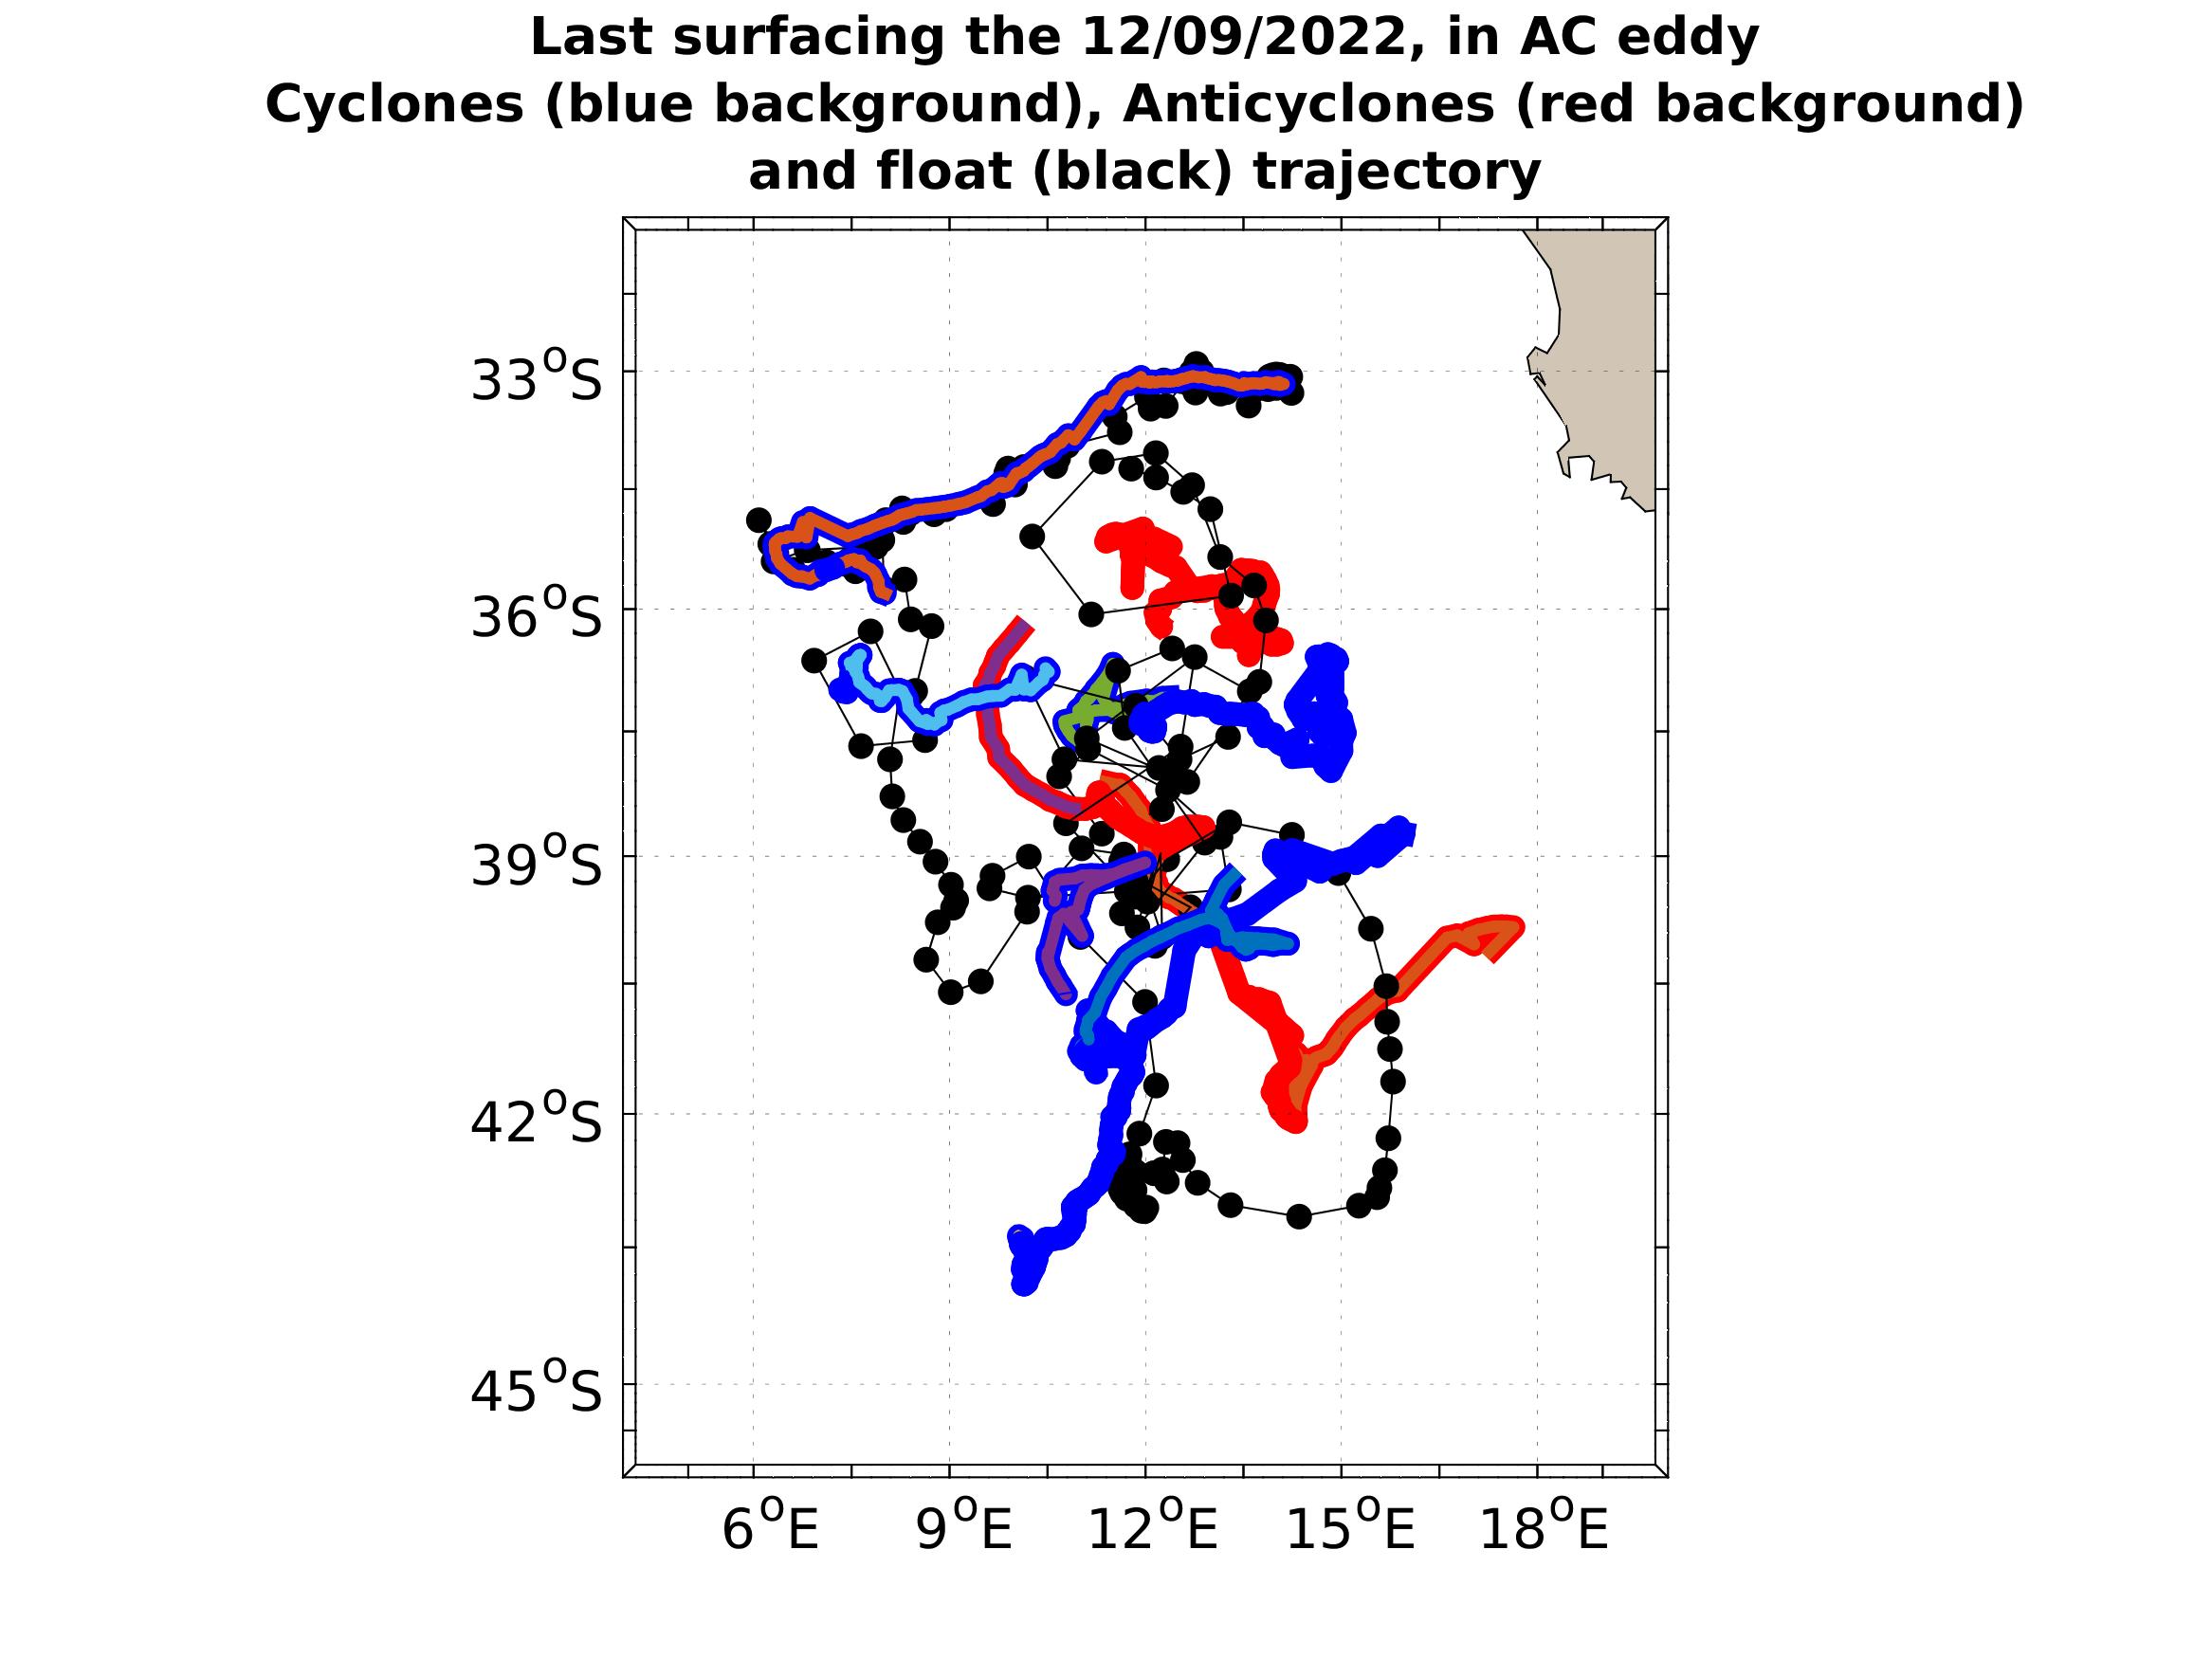 Last surfacing the 12/09/2022, in AC eddy
Cyclones (blue background), Anticyclones (red background)
and float (black) trajectory
33°S
36°S
39°S
42°S
45°S
6°E 9°E 12°E 15°E 18°E